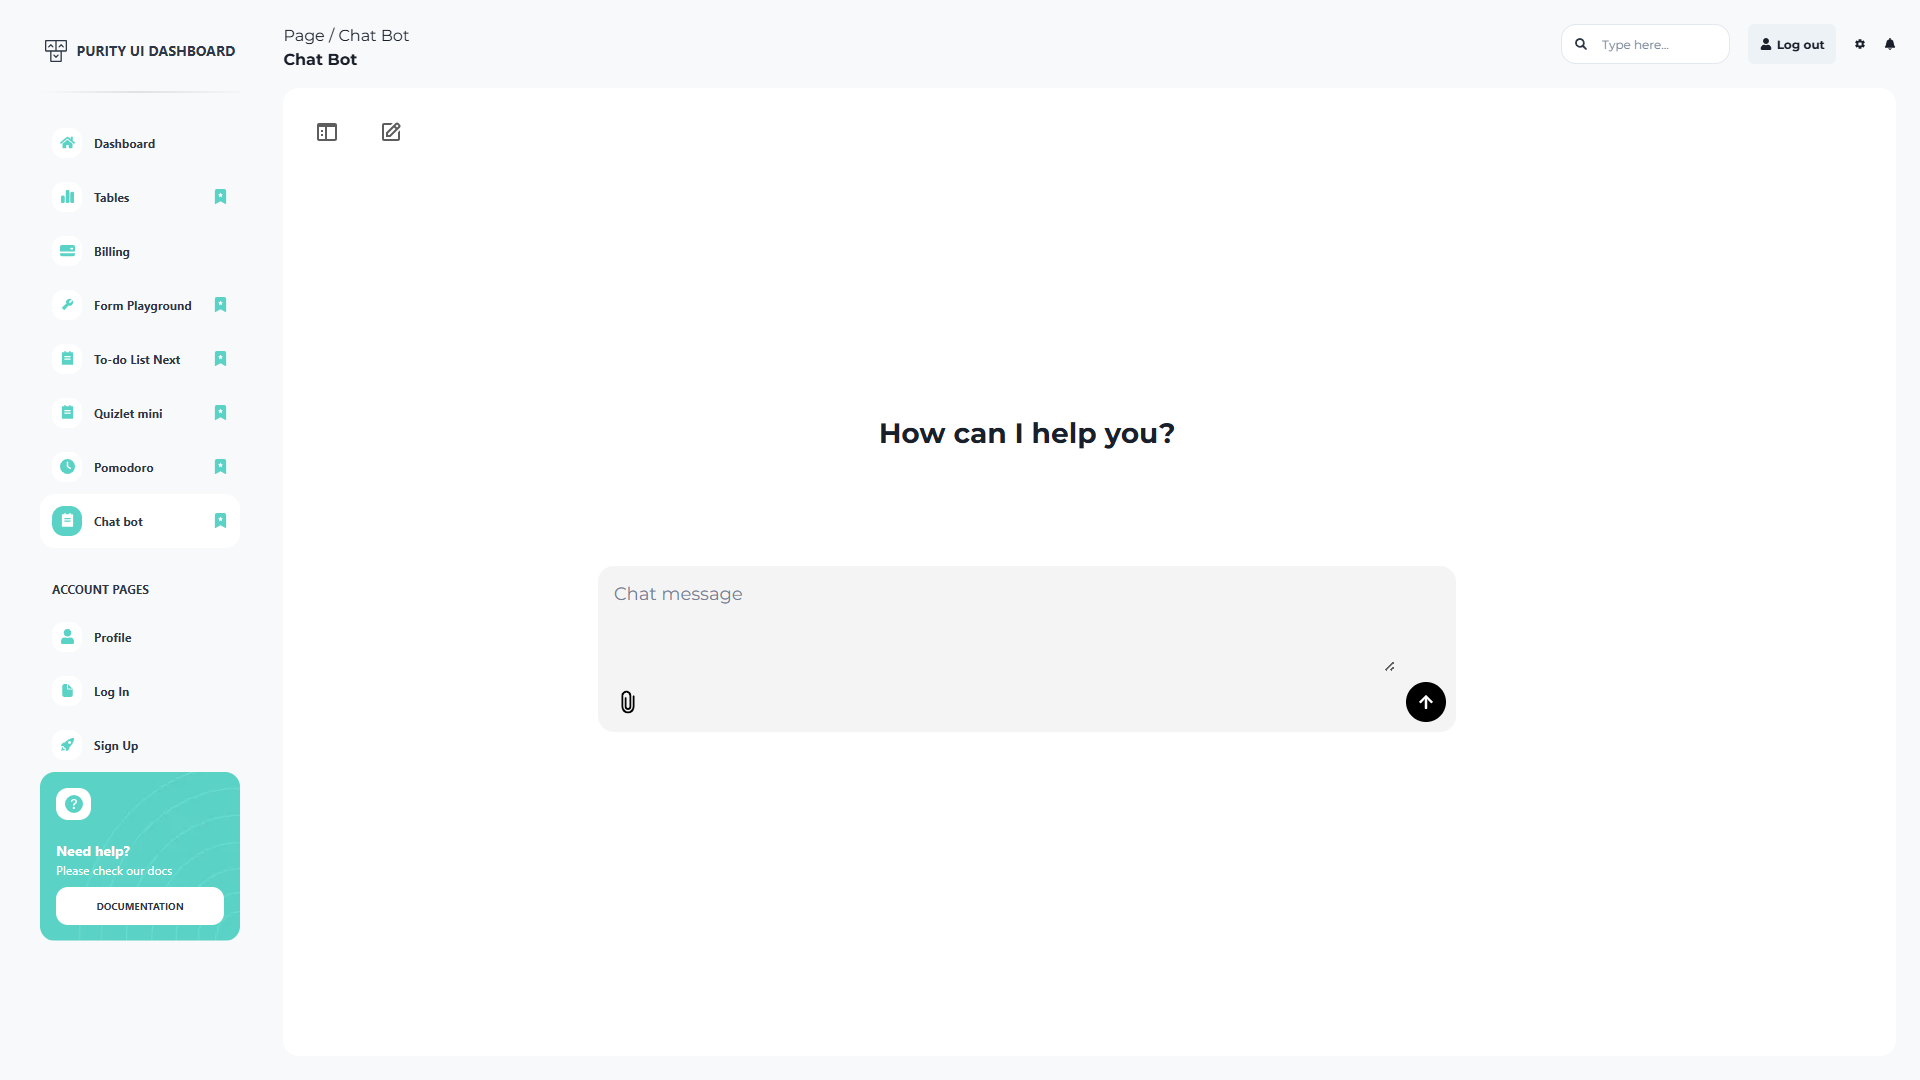 PURITY UI DASHBOARD
Dashboard
Tables
Billing
Form Playground
To-do List Next
Quizlet mini
Pomodoro
Chat bot
ACCOUNT PAGES
Profile
Log In
Sign Up
?
Need help?
Please check our docs
DOCUMENTATION
Page / Chat Bot
Chat Bot
Type here...
Log out
How can I help you?
Chat message